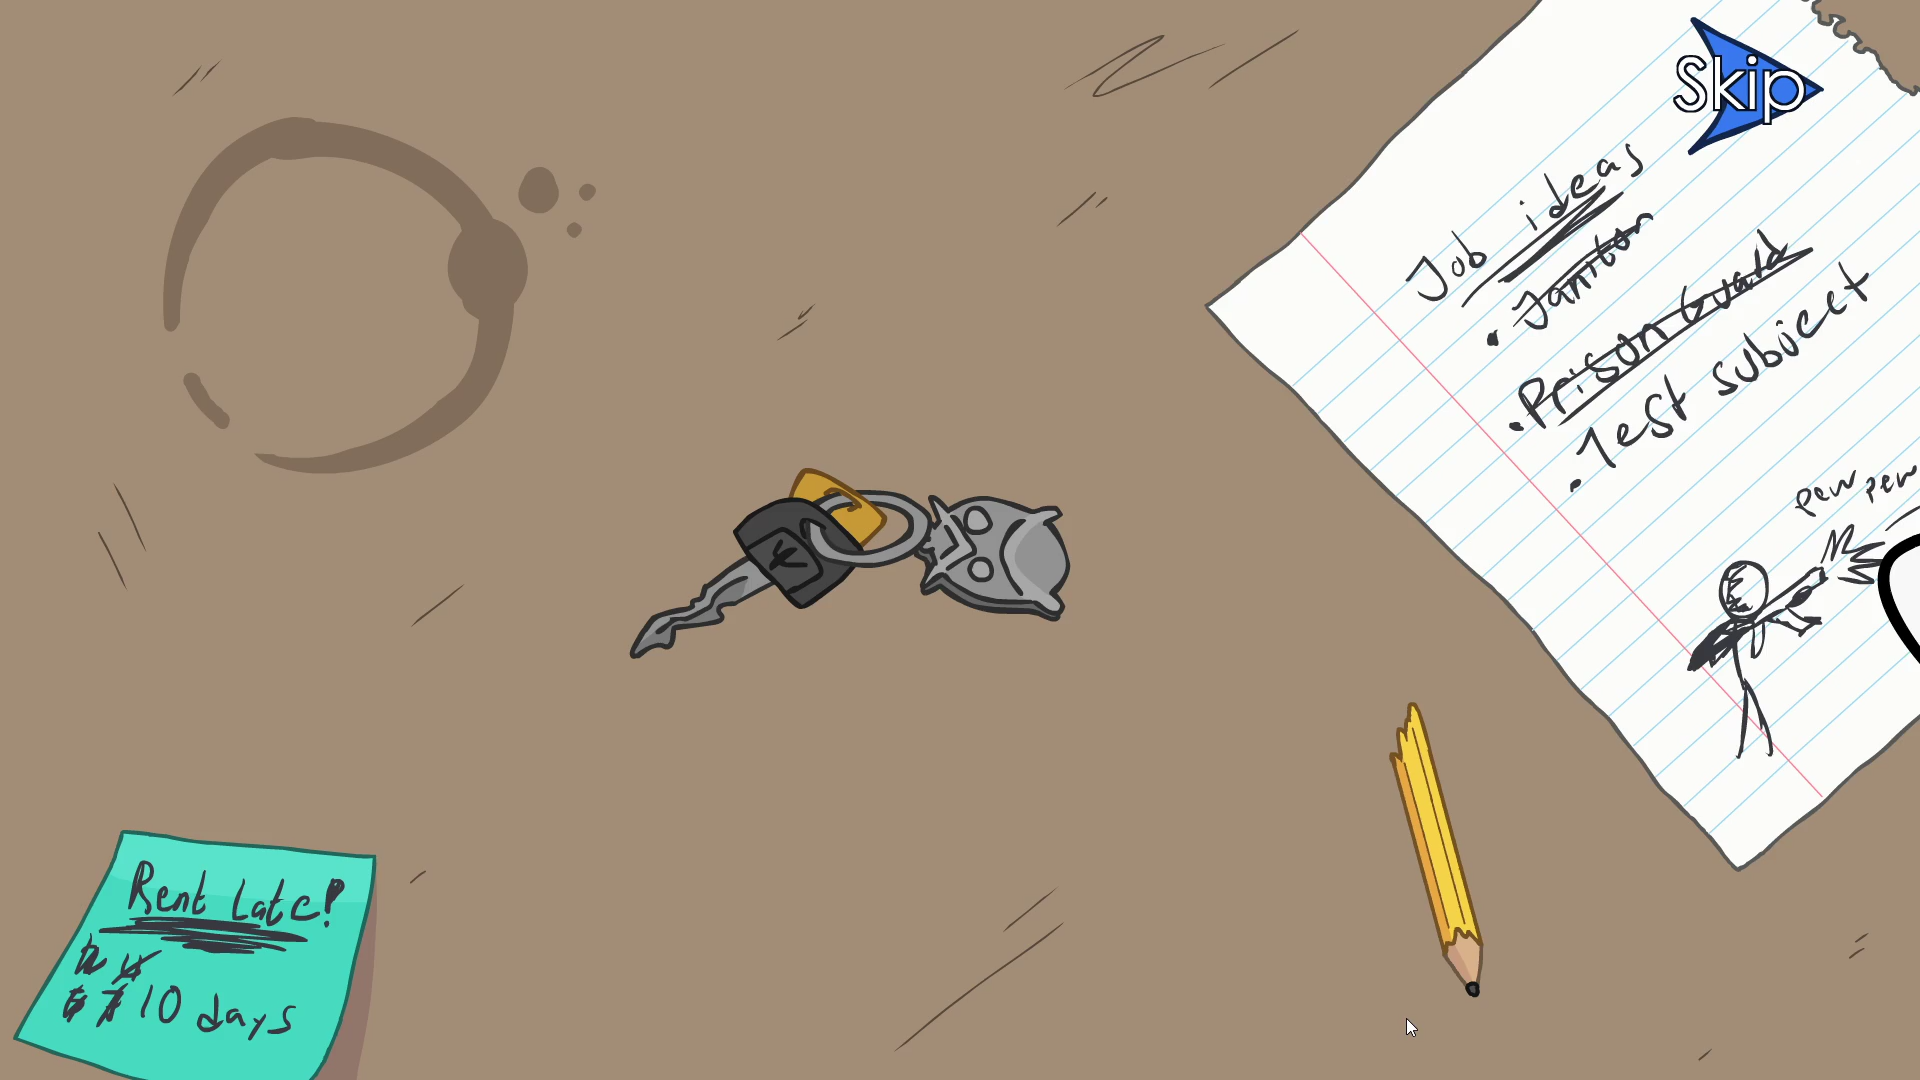 Skip
Job ideas
• Janitor
• Prison Guard
• Test subject
pew pew
Rent Late!
10 days